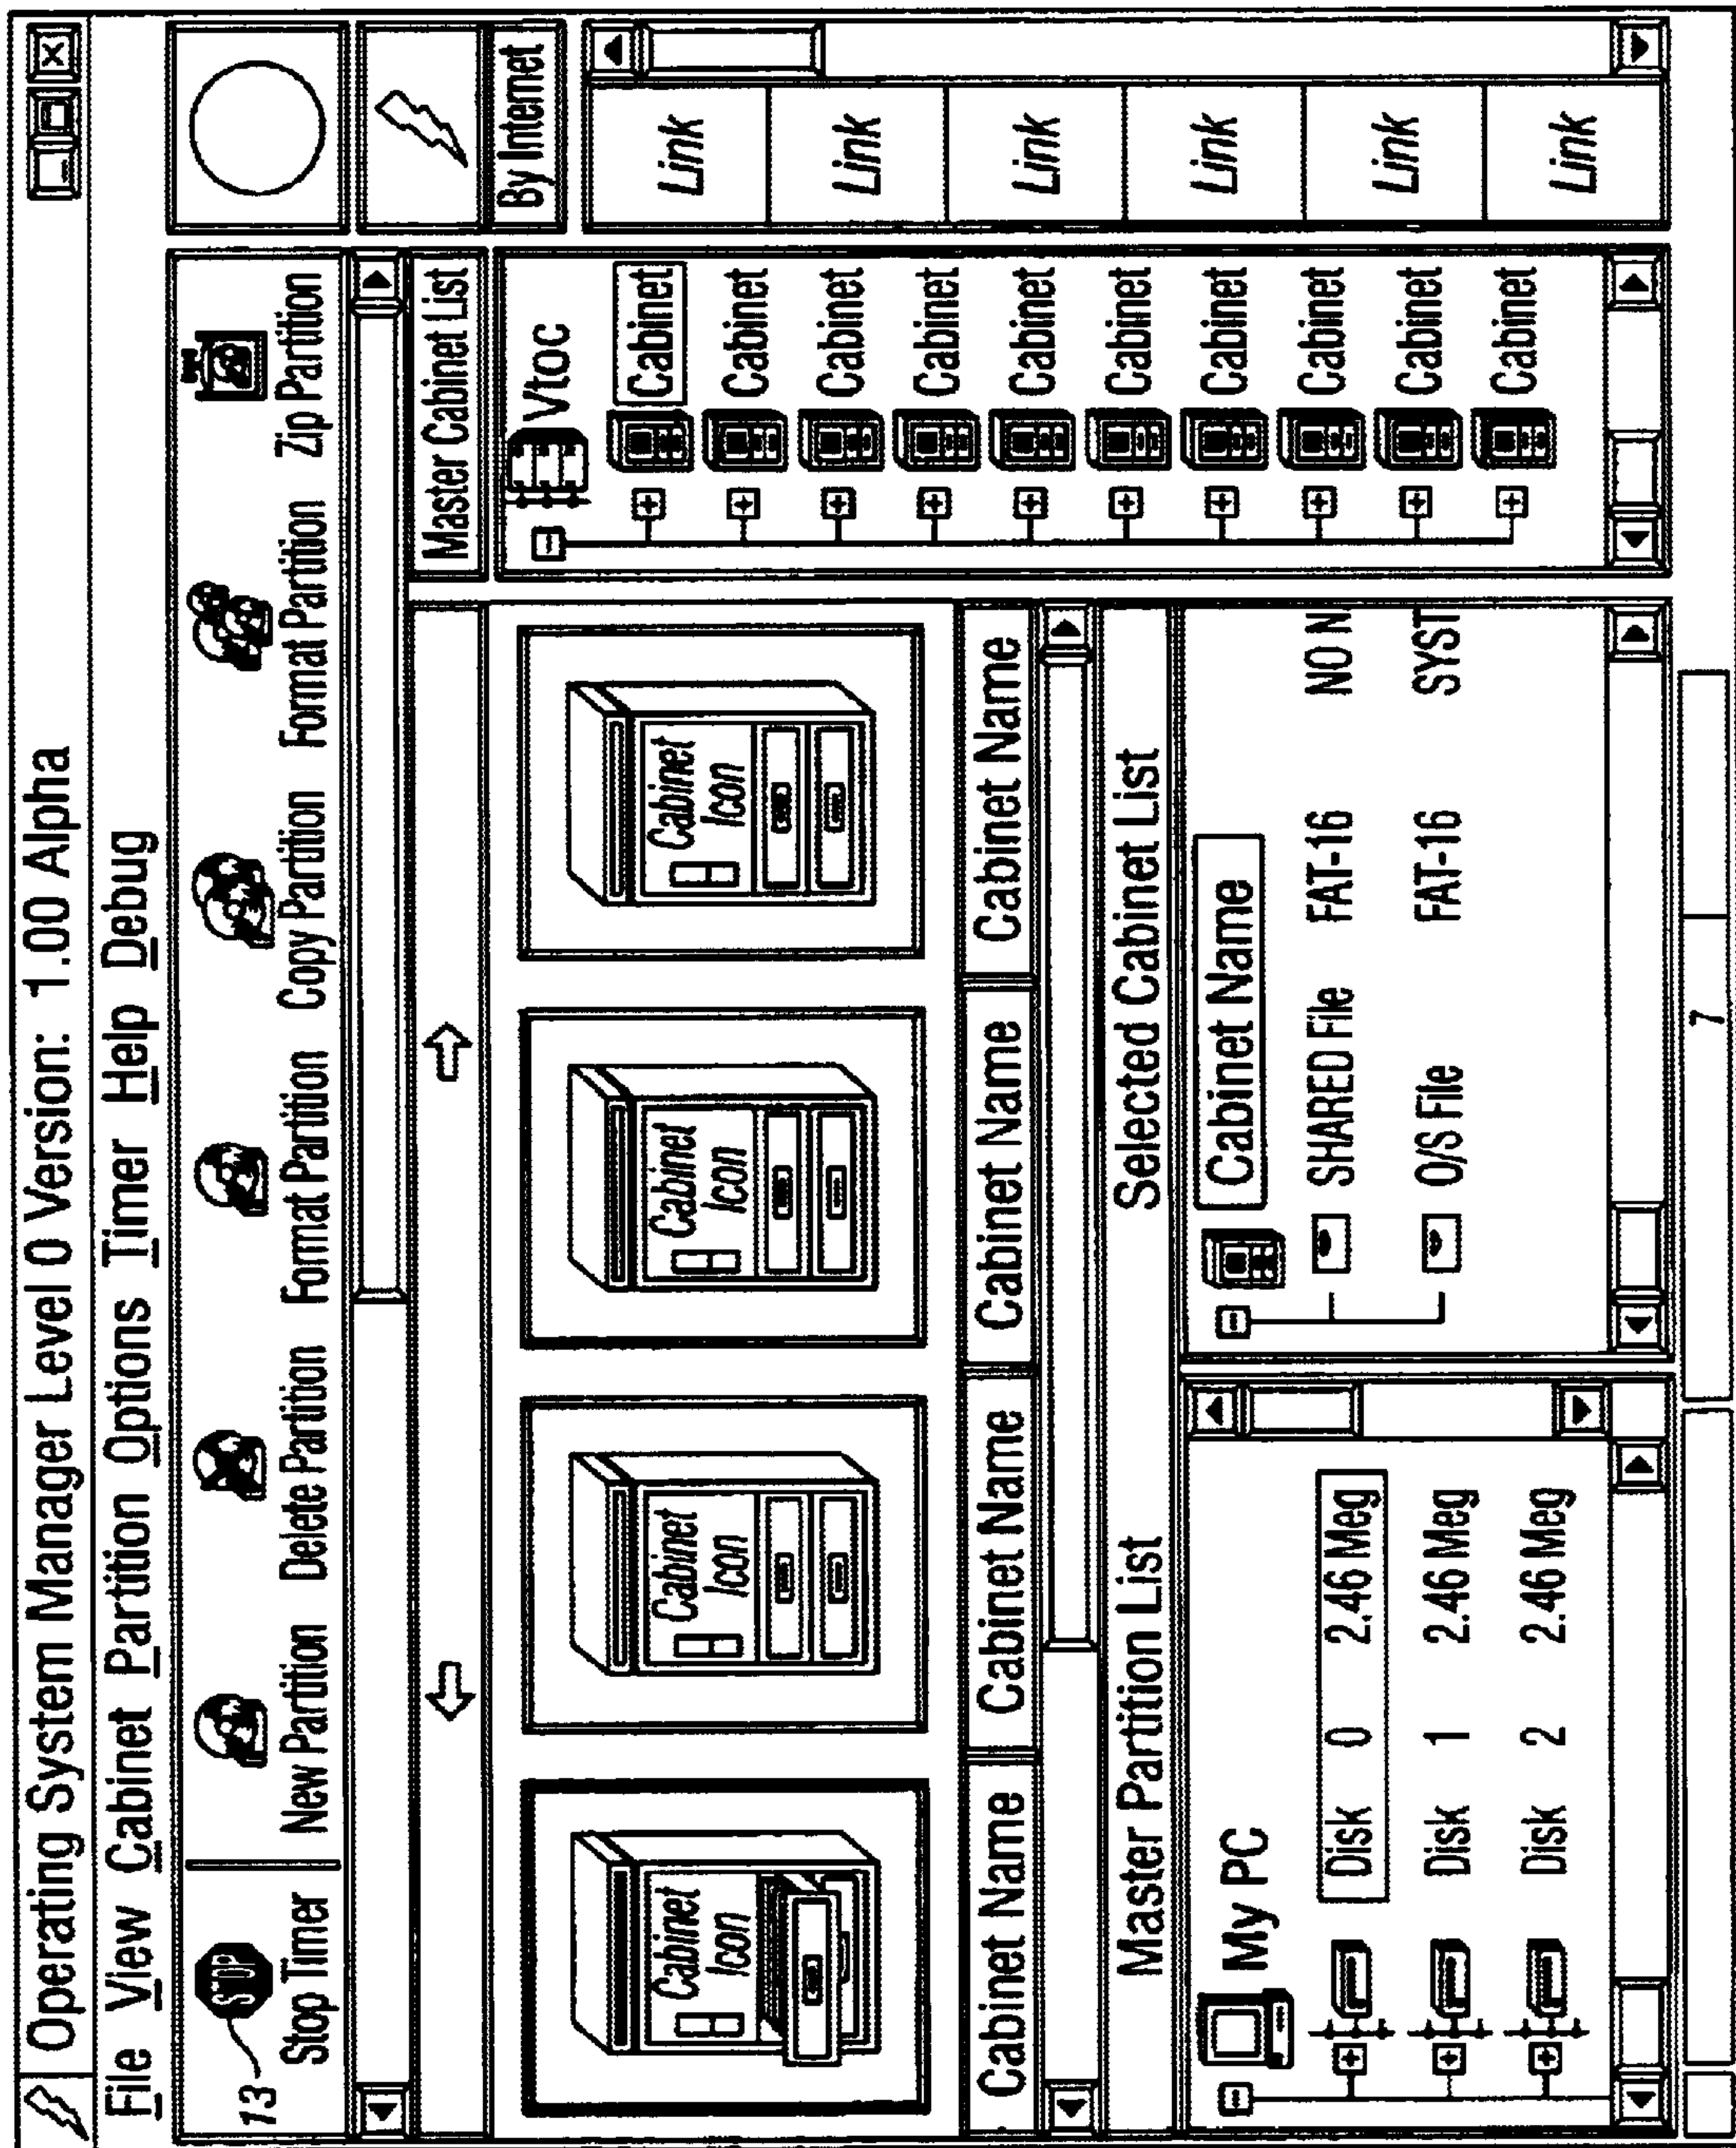 Operating System Manager Level 0 Version: 1.00 Alpha
File View Cabinet Partition Options Timer Help Debug
13
STOP
Stop Timer New Partition Delete Partition Format Partition Copy Partition Format Partition Zip Partition
Master Cabinet List
By Internet
Vtoc
Cabinet
Cabinet
Cabinet
Cabinet
Cabinet
Cabinet
Cabinet
Cabinet
Cabinet
Cabinet
Link
Link
Link
Link
Link
Link
Cabinet Icon
Cabinet Icon
Cabinet Icon
Cabinet Icon
Cabinet Name Cabinet Name Cabinet Name Cabinet Name
Master Partition List
My PC
Disk 0 2.46 Meg
Disk 1 2.46 Meg
Disk 2 2.46 Meg
Selected Cabinet List
Cabinet Name
SHARED File FAT-16 NO N
O/S File FAT-16 SYST
7